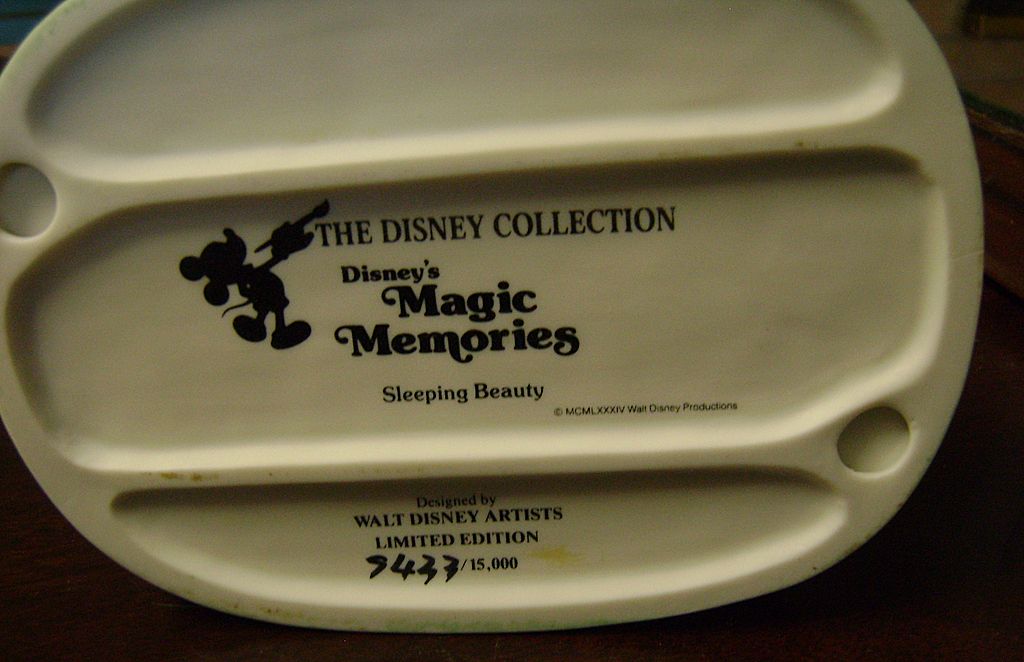 THE DISNEY COLLECTION
Disney's
Magic
Memories
Sleeping Beauty
© MCMLXXXIV Walt Disney Productions
Designed by
WALT DISNEY ARTISTS
LIMITED EDITION
9433/15,000